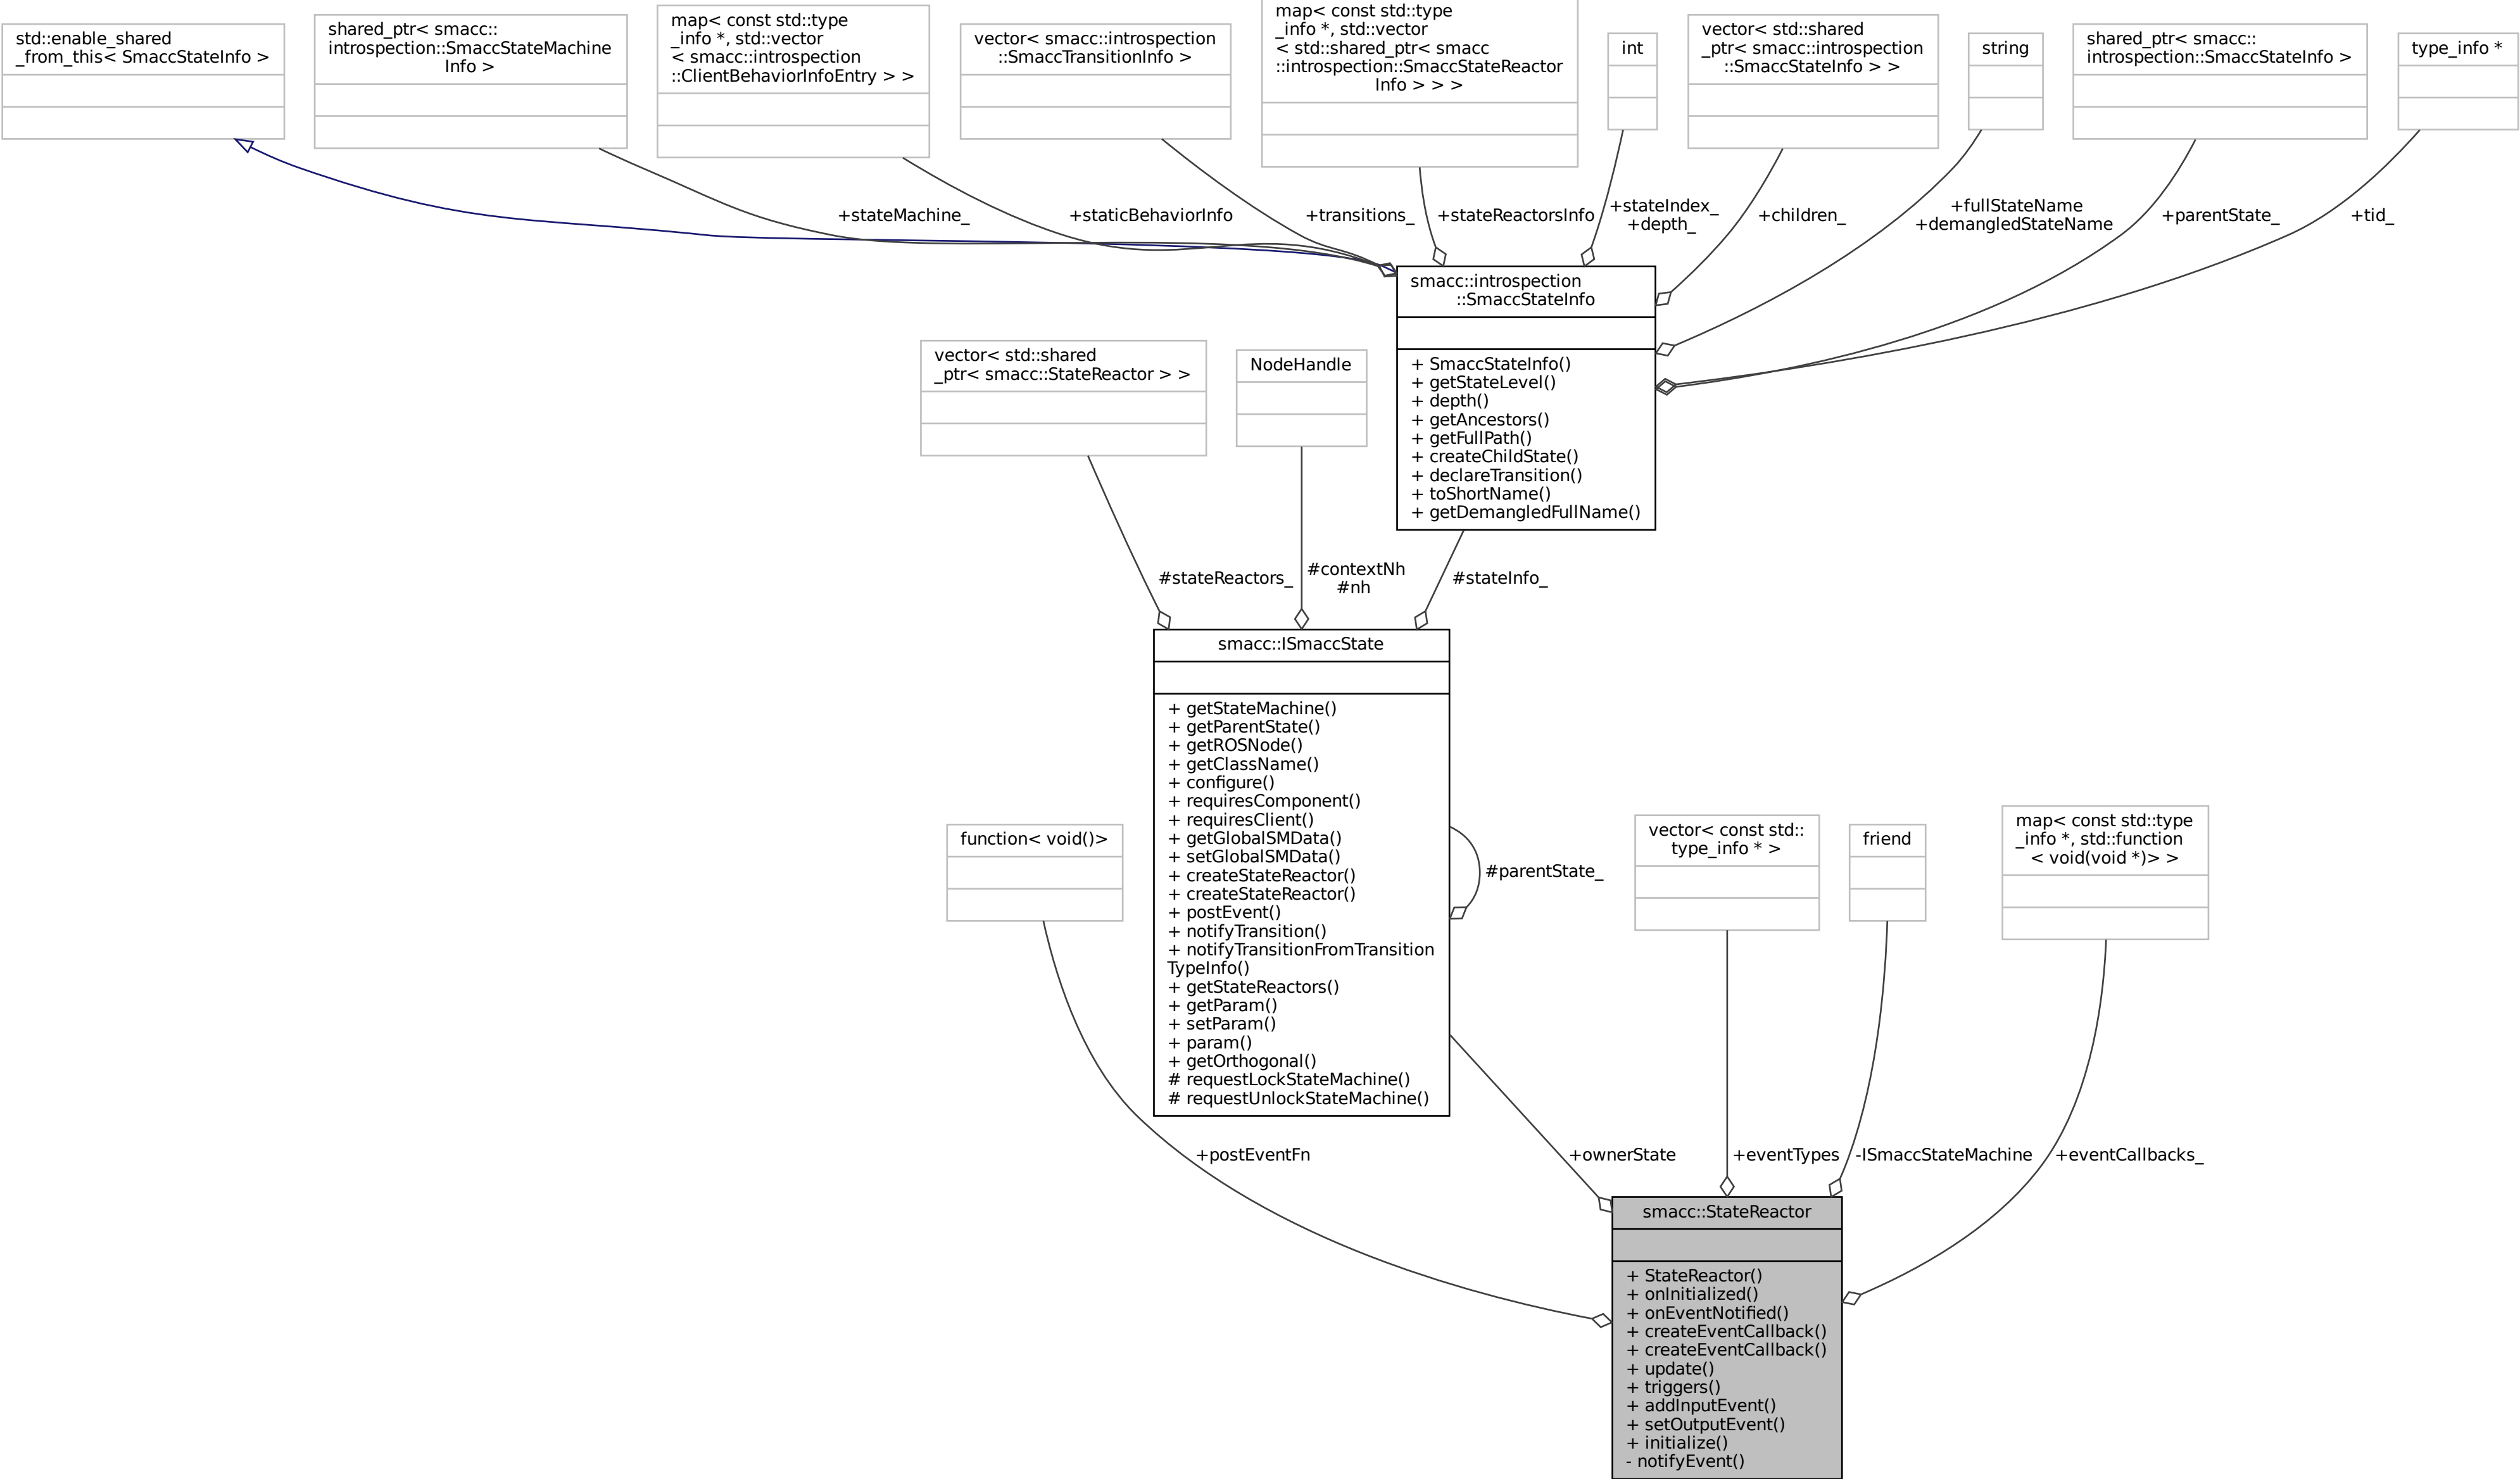 std::enable_shared
_from_this< SmaccStateInfo >
shared_ptr< smacc::
introspection::SmaccStateMachine
Info >
map< const std::type
_info *, std::vector
< smacc::introspection
::ClientBehaviorInfoEntry > >
vector< smacc::introspection
::SmaccTransitionInfo >
map< const std::type
_info *, std::vector
< std::shared_ptr< smacc
::introspection::SmaccStateReactor
Info > > >
int
vector< std::shared
_ptr< smacc::introspection
::SmaccStateInfo > >
string
shared_ptr< smacc::
introspection::SmaccStateInfo >
type_info *
+stateMachine_
+staticBehaviorInfo
+transitions_
+stateReactorsInfo
+stateIndex_
+depth_
+children_
+fullStateName
+demangledStateName
+parentState_
+tid_
smacc::introspection
::SmaccStateInfo
+ SmaccStateInfo()
+ getStateLevel()
+ depth()
+ getAncestors()
+ getFullPath()
+ createChildState()
+ declareTransition()
+ toShortName()
+ getDemangledFullName()
vector< std::shared
_ptr< smacc::StateReactor > >
NodeHandle
#stateReactors_
#contextNh
#nh
#stateInfo_
smacc::ISmaccState
+ getStateMachine()
+ getParentState()
+ getROSNode()
+ getClassName()
+ configure()
+ requiresComponent()
+ requiresClient()
+ getGlobalSMData()
+ setGlobalSMData()
+ createStateReactor()
+ createStateReactor()
+ postEvent()
+ notifyTransition()
+ notifyTransitionFromTransition
TypeInfo()
+ getStateReactors()
+ getParam()
+ setParam()
+ param()
+ getOrthogonal()
# requestLockStateMachine()
# requestUnlockStateMachine()
#parentState_
function< void()>
vector< const std::
type_info * >
friend
map< const std::type
_info *, std::function
< void(void *)> >
+postEventFn
+ownerState
+eventTypes
-ISmaccStateMachine
+eventCallbacks_
smacc::StateReactor
+ StateReactor()
+ onInitialized()
+ onEventNotified()
+ createEventCallback()
+ createEventCallback()
+ update()
+ triggers()
+ addInputEvent()
+ setOutputEvent()
+ initialize()
- notifyEvent()